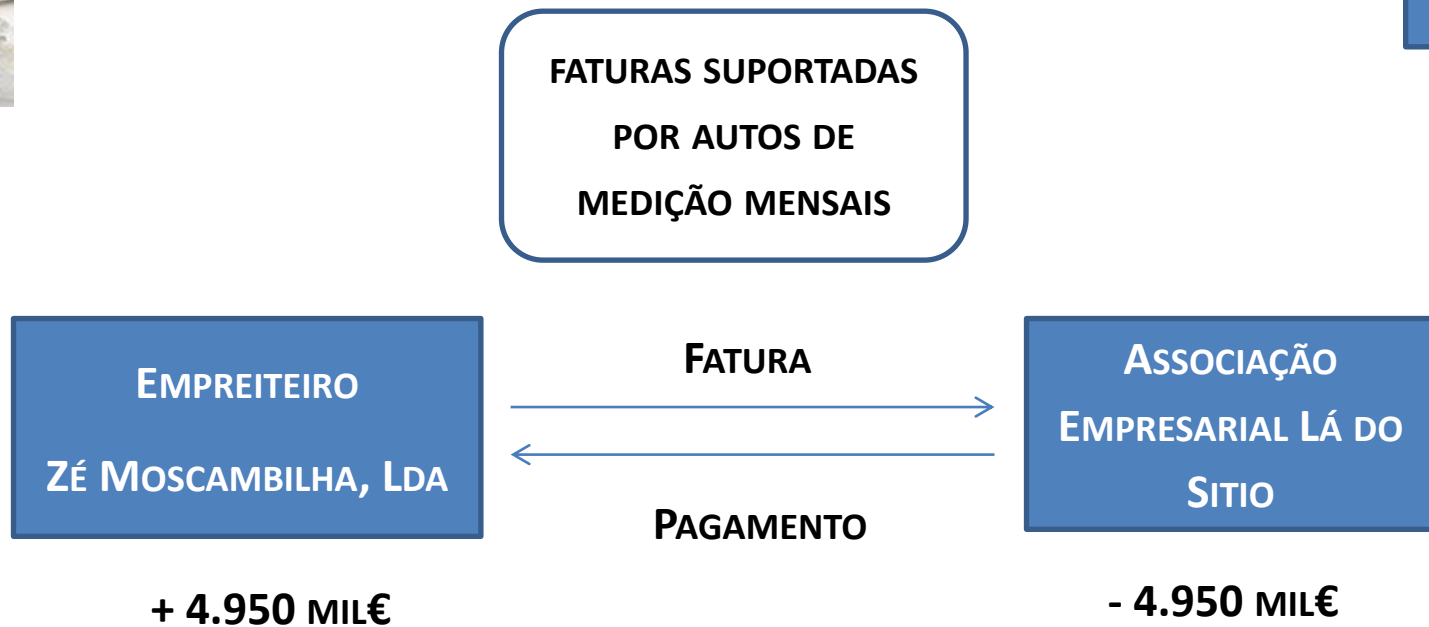 FATURAS SUPORTADAS
POR AUTOS DE
MEDIÇÃO MENSAIS
EMPREITEIRO
ZÉ MOSCAMBILHA, LDA
FATURA
PAGAMENTO
ASSOCIAÇÃO
EMPRESARIAL LÁ DO
SITIO
+ 4.950 MIL€
- 4.950 MIL€